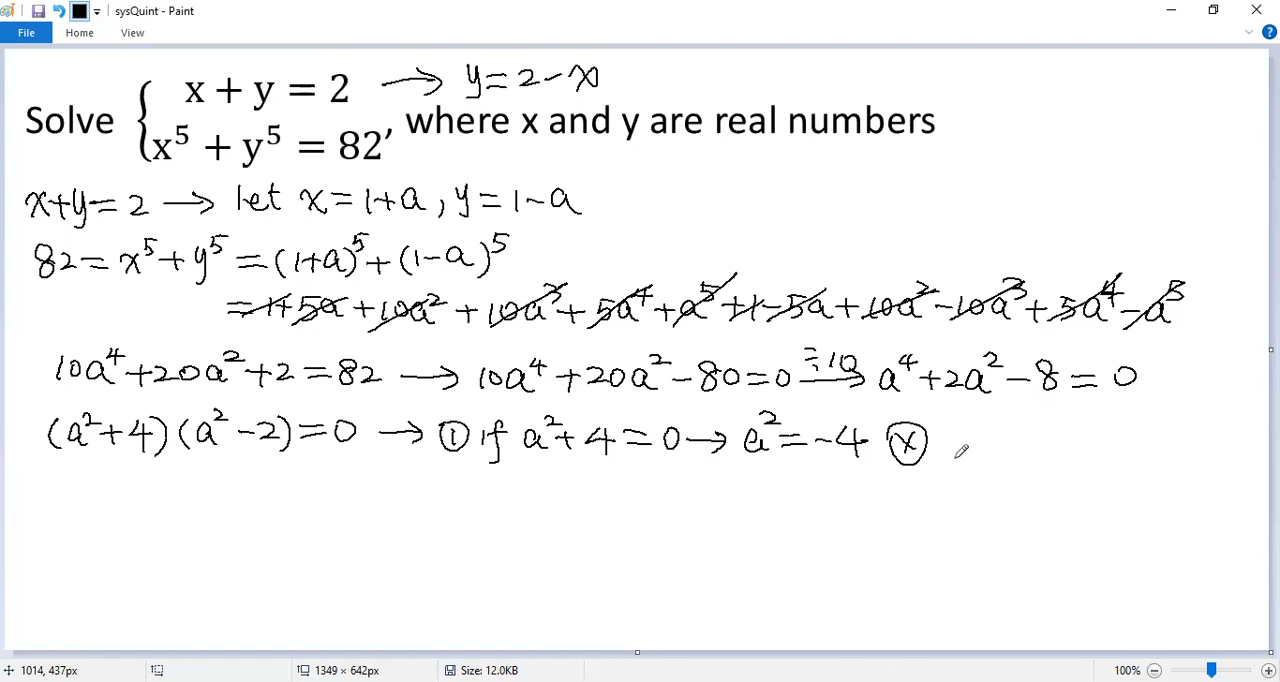 sysQuint - Paint
File Home View
x + y = 2 → y = 2 - x
Solve { , where x and y are real numbers
x⁵ + y⁵ = 82
x+y = 2 → let x = 1+a, y = 1-a
82 = x⁵ + y⁵ = (1+a)⁵ + (1-a)⁵
= 1+5a+10a²+10a³+5a⁴+a⁵+1-5a+10a²-10a³+5a⁴-a⁵
10a⁴+20a²+2=82 → 10a⁴+20a²-80=0 ÷10→ a⁴+2a²-8=0
(a²+4)(a²-2)=0 → ① if a²+4=0 → a²=-4 ⓧ
1014, 437px 1349 × 642px Size: 12.0KB 100%